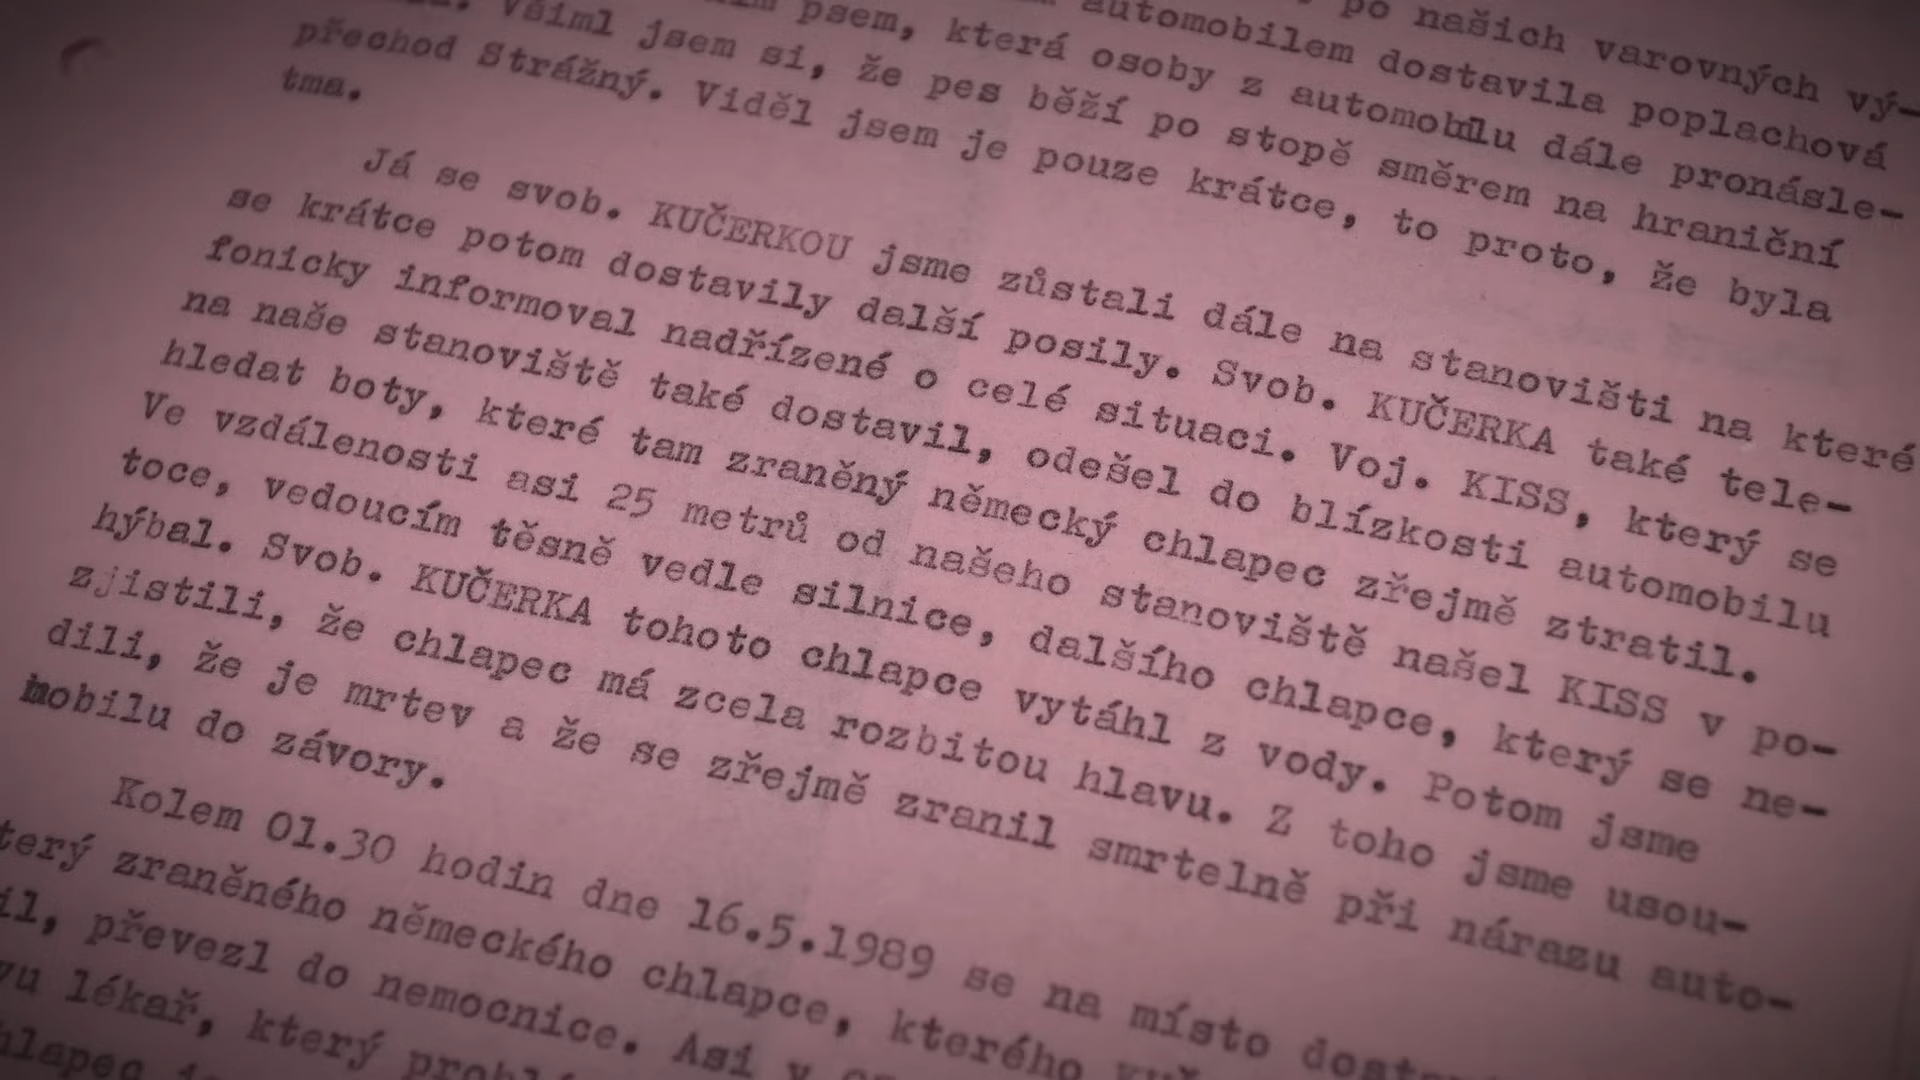 po našich varovných vý-
automobilem dostavila poplachová
psem, která osoby z automobilu dále pronásle-
Všiml jsem si, že pes běží po stopě směrem na hraniční
přechod Strážný. Viděl jsem je pouze krátce, to proto, že byla
tma.
Já se svob. KUČERKOU jsme zůstali dále na stanovišti na které
se krátce potom dostavily další posily. Svob. KUČERKA také tele-
fonicky informoval nadřízené o celé situaci. Voj. KISS, který se
na naše stanoviště také dostavil, odešel do blízkosti automobilu
hledat boty, které tam zraněný německý chlapec zřejmě ztratil.
Ve vzdálenosti asi 25 metrů od našeho stanoviště našel KISS v po-
toce, vedoucím těsně vedle silnice, dalšího chlapce, který se ne-
hýbal. Svob. KUČERKA tohoto chlapce vytáhl z vody. Potom jsme
zjistili, že chlapec má zcela rozbitou hlavu. Z toho jsme usou-
dili, že je mrtev a že se zřejmě zranil smrtelně při nárazu auto-
mobilu do závory.
Kolem 01.30 hodin dne 16.5.1989 se na místo
terý zraněného německého chlapce, kterého
il, převezl do nemocnice. Asi v
vu lékař, který
hlapec